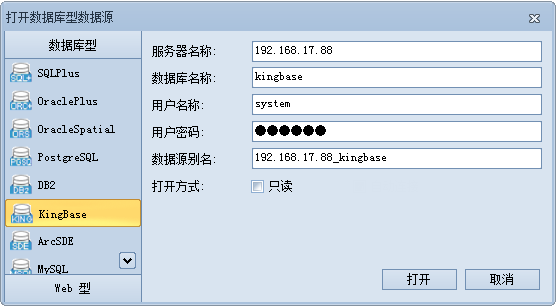 打开数据库型数据源
数据库型
SQLPlus
OraclePlus
OracleSpatial
PostgreSQL
DB2
KingBase
ArcSDE
MySQL
Web 型
服务器名称: 192.168.17.88
数据库名称: kingbase
用户名称: system
用户密码: ●●●●●●
数据源别名: 192.168.17.88_kingbase
打开方式: 只读
打开 取消